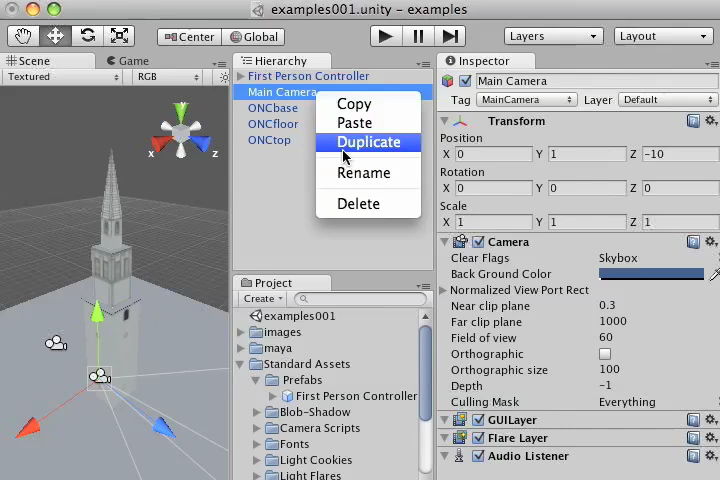 examples001.unity - examples
Center
Global
Layers
Layout
Scene
Game
Textured
RGB
x
z
Hierarchy
First Person Controller
Main Camera
ONCbase
ONCfloor
ONCtop
Copy
Paste
Duplicate
Rename
Delete
Project
Create
examples001
images
maya
Standard Assets
Prefabs
First Person Controller
Blob-Shadow
Camera Scripts
Fonts
Light Cookies
Light Flares
Inspector
Main Camera
Tag MainCamera Layer Default
Transform
Position
X 0 Y 1 Z -10
Rotation
X 0 Y 0 Z 0
Scale
X 1 Y 1 Z 1
Camera
Clear Flags Skybox
Back Ground Color
Normalized View Port Rect
Near clip plane 0.3
Far clip plane 1000
Field of view 60
Orthographic
Orthographic size 100
Depth -1
Culling Mask Everything
GUILayer
Flare Layer
Audio Listener